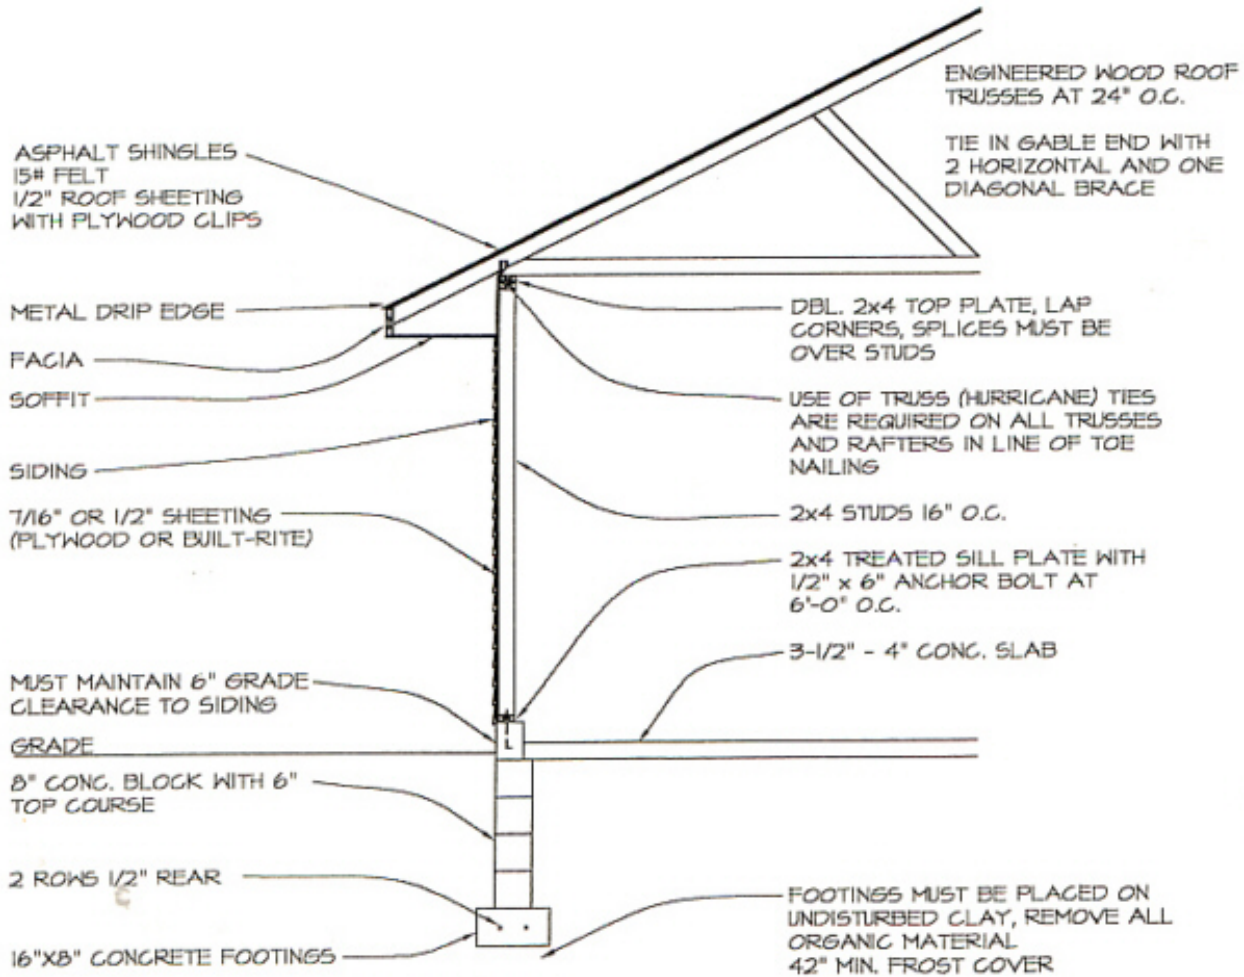 ASPHALT SHINGLES
15# FELT
1/2" ROOF SHEETING
WITH PLYWOOD CLIPS
METAL DRIP EDGE
FACIA
SOFFIT
SIDING
7/16" OR 1/2" SHEETING
(PLYWOOD OR BUILT-RITE)
MUST MAINTAIN 6" GRADE
CLEARANCE TO SIDING
GRADE
8" CONC. BLOCK WITH 6"
TOP COURSE
2 ROWS 1/2" REAR
16"X8" CONCRETE FOOTINGS
ENGINEERED WOOD ROOF
TRUSSES AT 24" O.C.
TIE IN GABLE END WITH
2 HORIZONTAL AND ONE
DIAGONAL BRACE
DBL. 2x4 TOP PLATE, LAP
CORNERS, SPLICES MUST BE
OVER STUDS
USE OF TRUSS (HURRICANE) TIES
ARE REQUIRED ON ALL TRUSSES
AND RAFTERS IN LINE OF TOE
NAILING
2x4 STUDS 16" O.C.
2x4 TREATED SILL PLATE WITH
1/2" x 6" ANCHOR BOLT AT
6'-0" O.C.
3-1/2" - 4" CONC. SLAB
FOOTINGS MUST BE PLACED ON
UNDISTURBED CLAY, REMOVE ALL
ORGANIC MATERIAL
42" MIN. FROST COVER